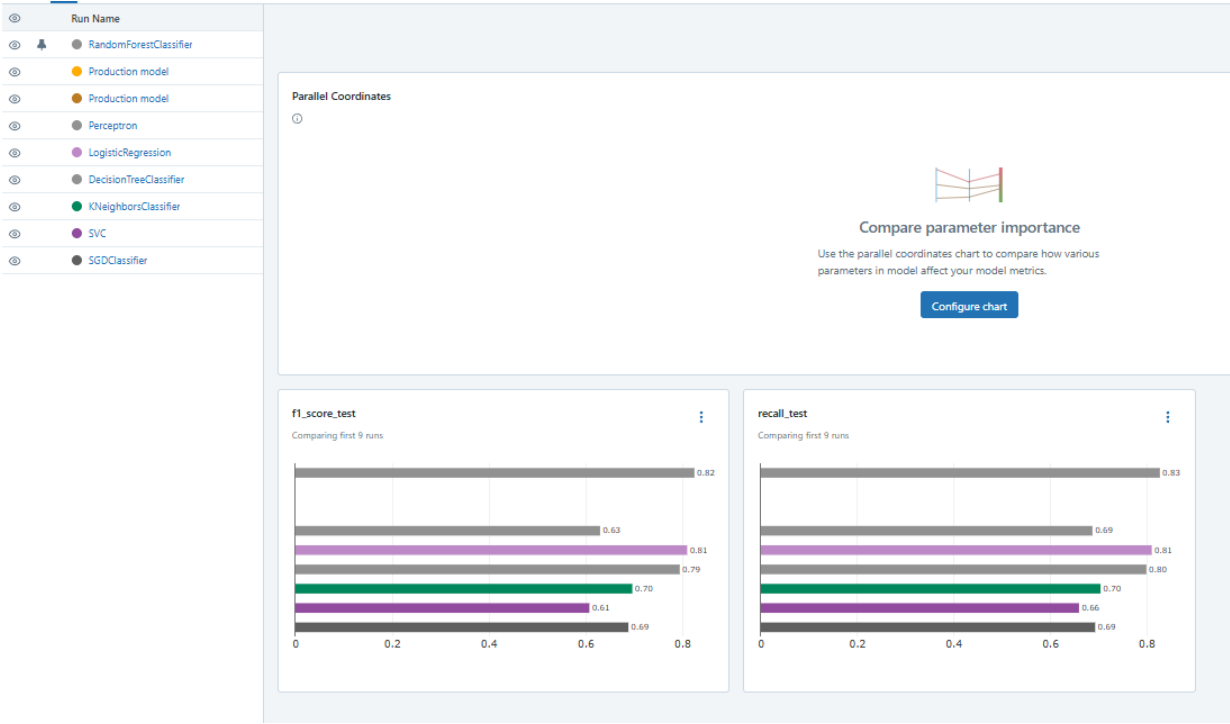 Run Name
RandomForestClassifier
Production model
Production model
Perceptron
LogisticRegression
DecisionTreeClassifier
KNeighborsClassifier
SVC
SGDClassifier
Parallel Coordinates
Compare parameter importance
Use the parallel coordinates chart to compare how various
parameters in model affect your model metrics.
Configure chart
f1_score_test
Comparing first 9 runs
0.82
0.63
0.81
0.79
0.70
0.61
0.69
0 0.2 0.4 0.6 0.8
recall_test
Comparing first 9 runs
0.83
0.69
0.81
0.80
0.70
0.66
0.69
0 0.2 0.4 0.6 0.8